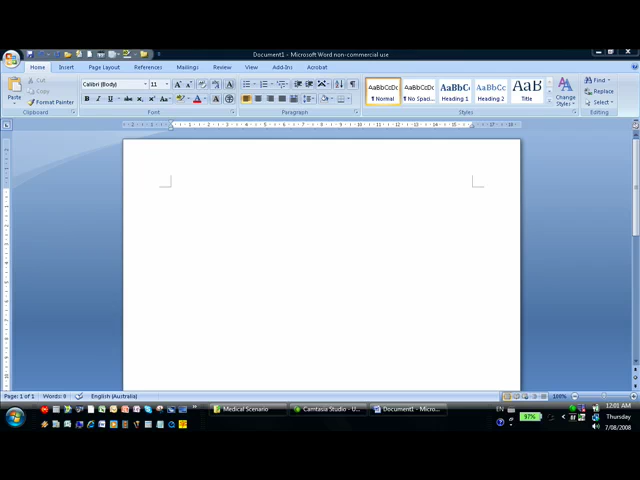 Document1 - Microsoft Word non-commercial use
Home Insert Page Layout References Mailings Review View Add-Ins Acrobat
Cut
Copy
Paste
Format Painter
Clipboard
Calibri (Body) 11
B I U abc
Font
Paragraph
AaBbCcDc AaBbCcDc AaBbC AaBbCc AaB
¶ Normal ¶ No Spaci... Heading 1 Heading 2 Title
Change Styles
Styles
Find
Replace
Select
Editing
Page: 1 of 1 Words: 0 English (Australia) 100%
Medical Scenario Camtasia Studio - U... Document1 - Micro...
EN 97% 12:01 AM
Thursday
7/08/2008